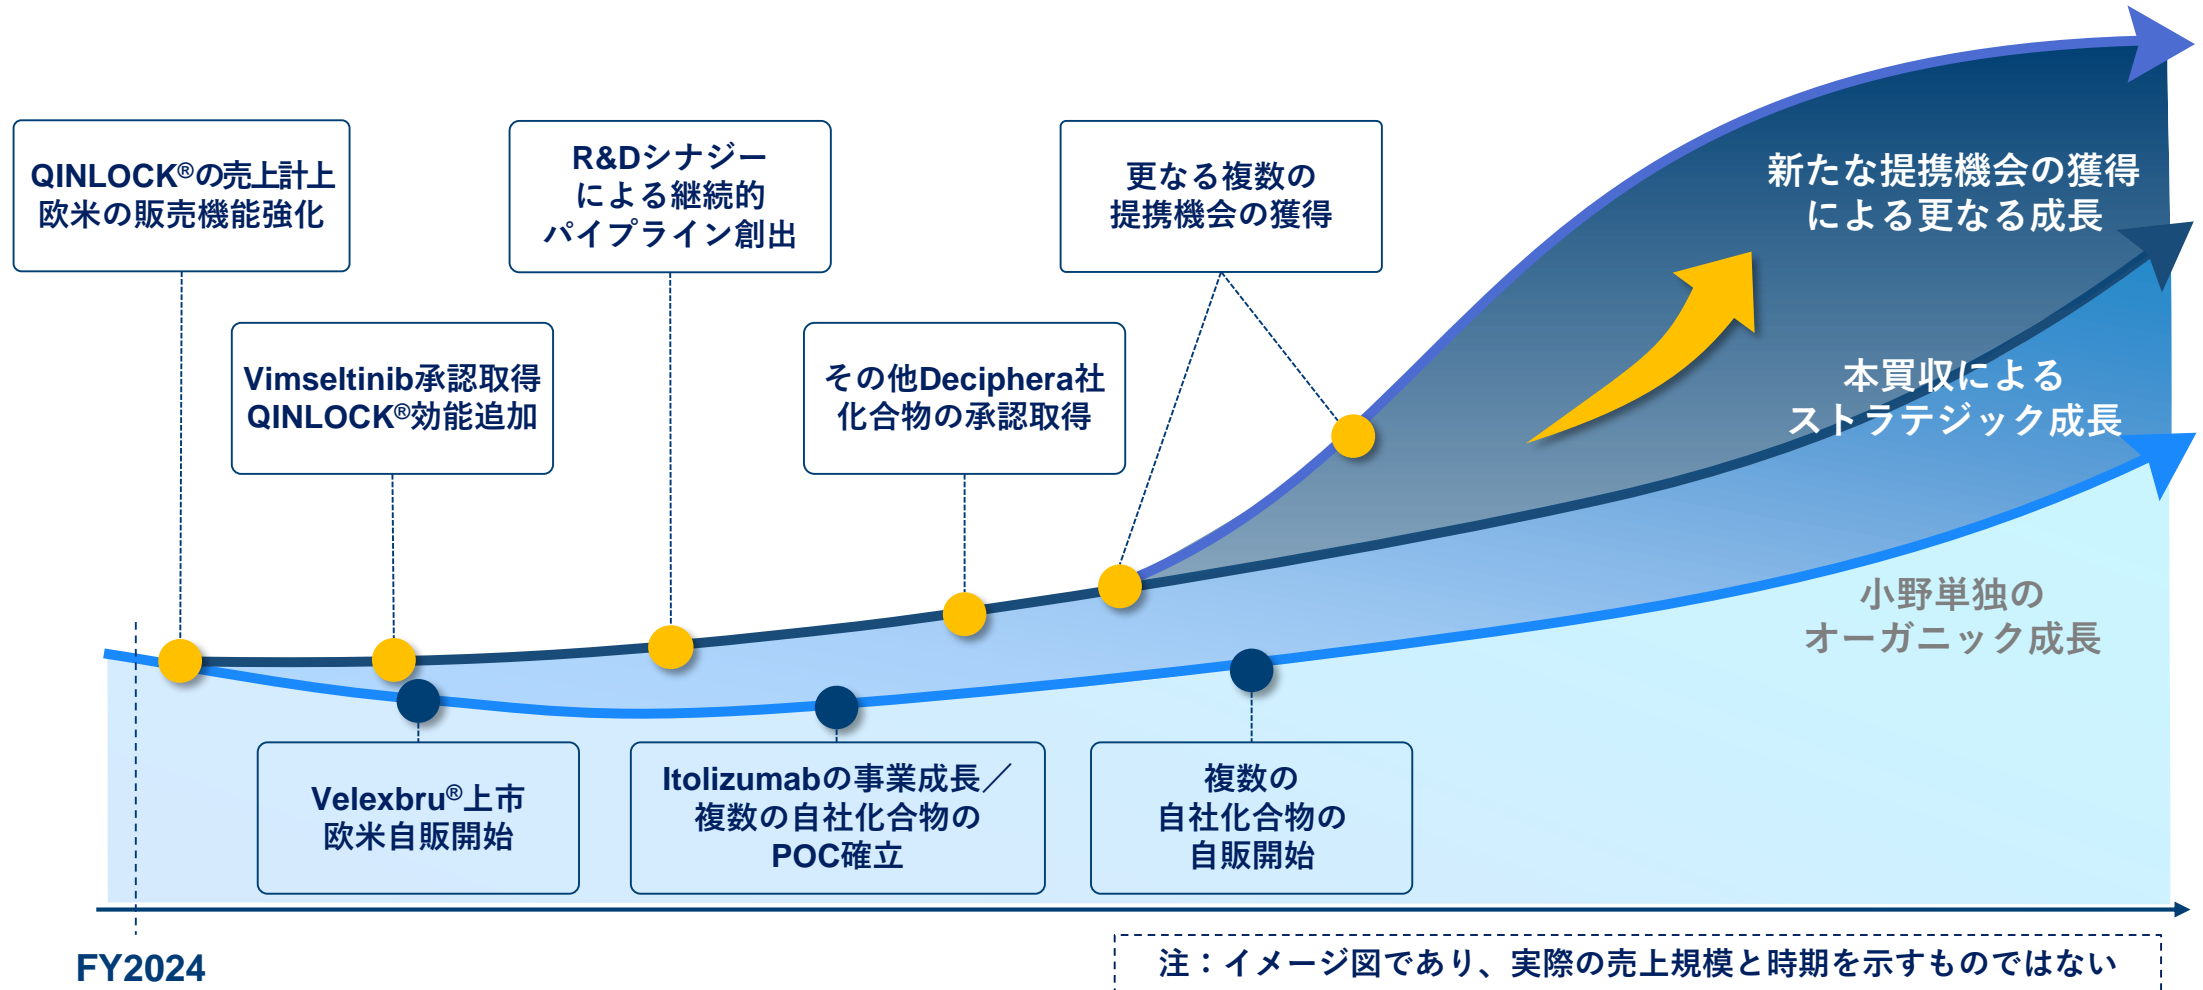 QINLOCK®の売上計上
欧米の販売機能強化
R&Dシナジー
による継続的
パイプライン創出
更なる複数の
提携機会の獲得
新たな提携機会の獲得
による更なる成長
Vimseltinib承認取得
QINLOCK®効能追加
その他Deciphera社
化合物の承認取得
本買収による
ストラテジック成長
小野単独の
オーガニック成長
Velexbru®上市
欧米自販開始
Itolizumabの事業成長／
複数の自社化合物の
POC確立
複数の
自社化合物の
自販開始
FY2024
注：イメージ図であり、実際の売上規模と時期を示すものではない